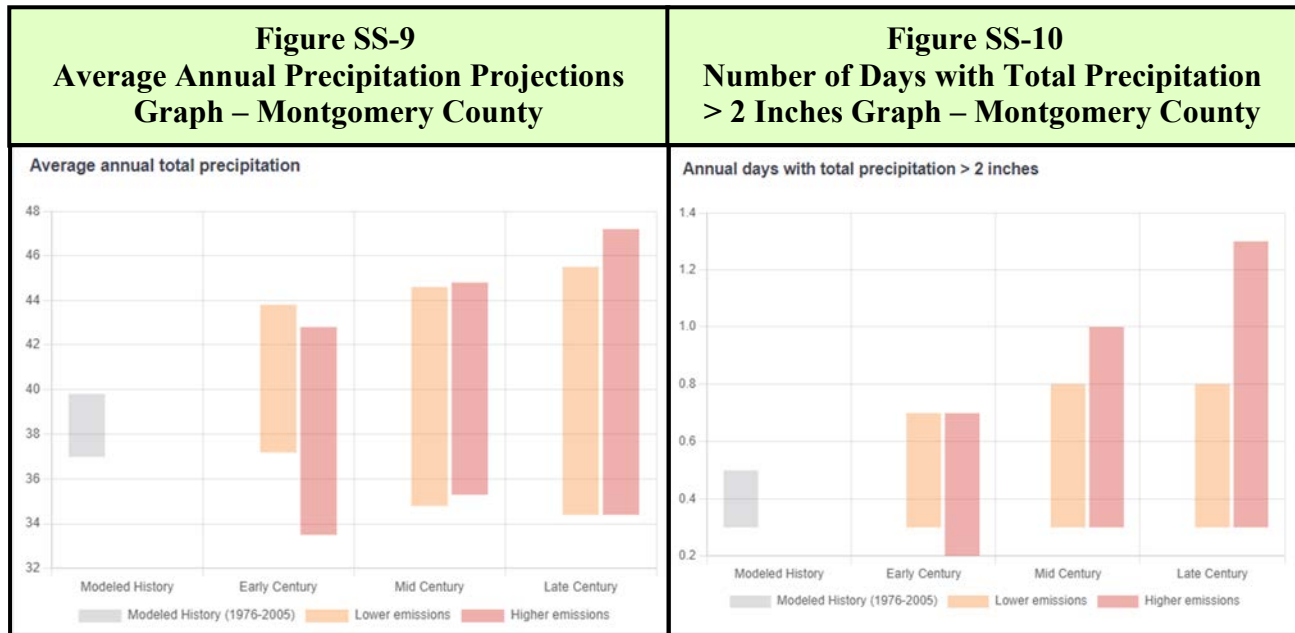 Figure SS-9
Average Annual Precipitation Projections
Graph – Montgomery County
Figure SS-10
Number of Days with Total Precipitation
> 2 Inches Graph – Montgomery County
Average annual total precipitation
48
46
44
42
40
38
36
34
32
Modeled History
Early Century
Mid Century
Late Century
Modeled History (1976-2005)
Lower emissions
Higher emissions
Annual days with total precipitation > 2 inches
1.4
1.2
1.0
0.8
0.6
0.4
0.2
Modeled History
Early Century
Mid Century
Late Century
Modeled History (1976-2005)
Lower emissions
Higher emissions